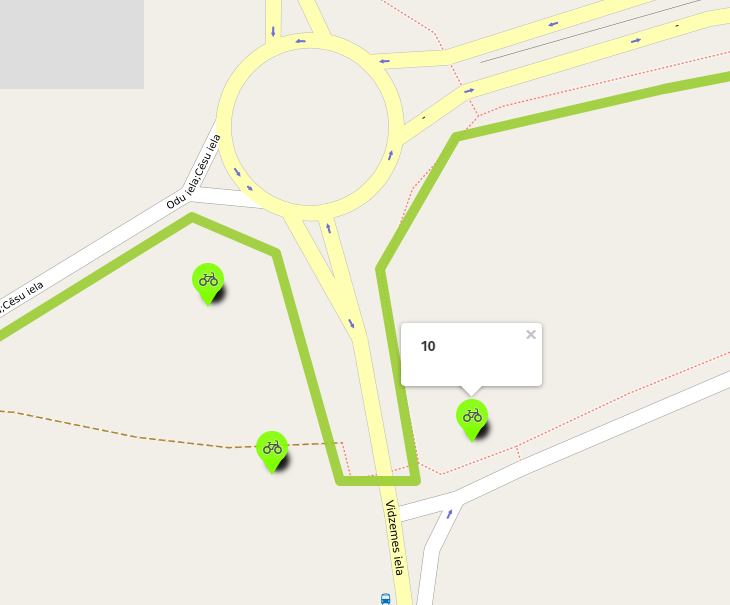 Odu iela;Cēsu iela
;Cēsu iela
10
×
Vidzemes iela